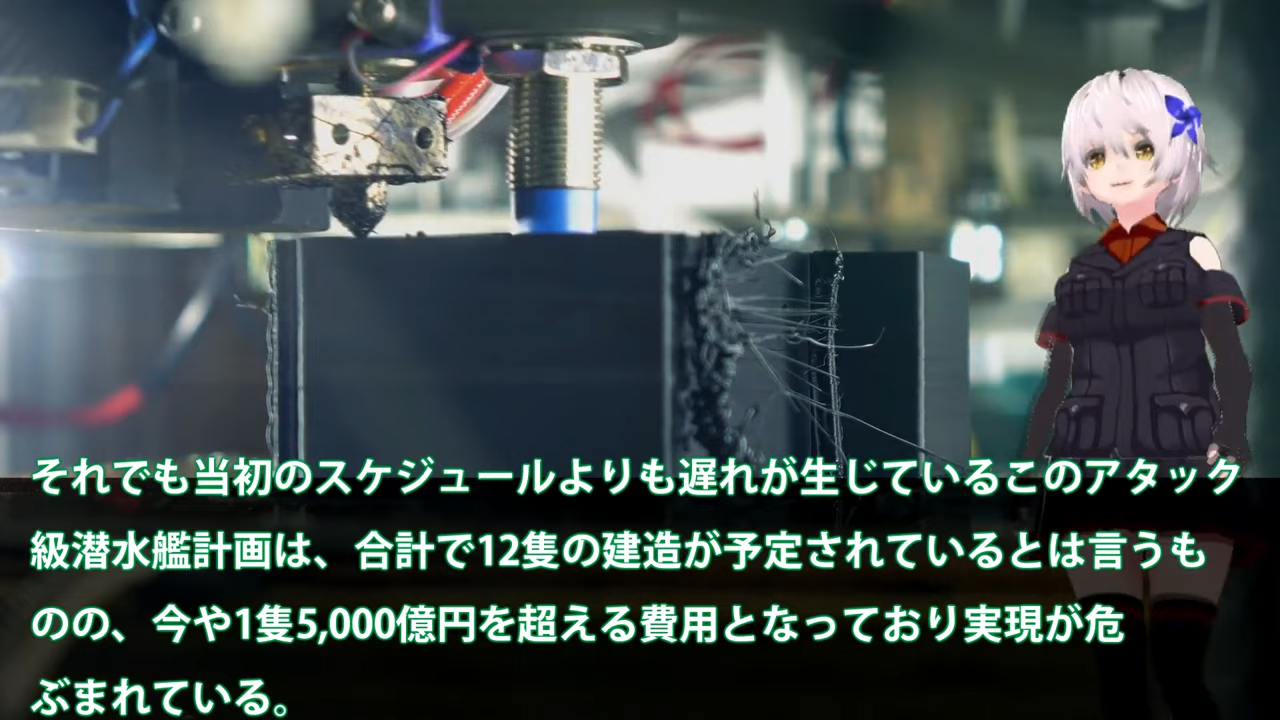 それでも当初のスケジュールよりも遅れが生じているこのアタック
級潜水艦計画は、合計で12隻の建造が予定されているとは言うも
のの、今や1隻5,000億円を超える費用となっており実現が危
ぶまれている。